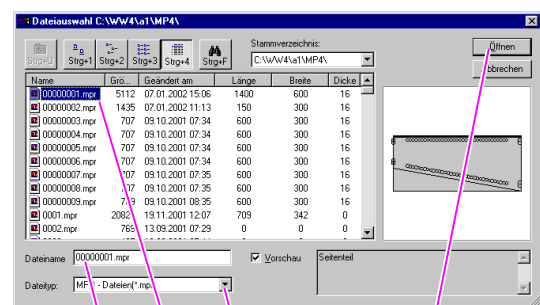 Dateiauswahl C:\WW4\a1\MP4\
Stammverzeichnis:
Strg+U Strg+1 Strg+2 Strg+3 Strg+4 Strg+F C:\WW4\a1\MP4\ Öffnen
Abbrechen
Name Grö... Geändert am Länge Breite Dicke
00000001.mpr 5112 07.01.2002 15:06 1400 600 16
00000002.mpr 1435 07.01.2002 11:13 150 300 16
00000003.mpr 707 09.10.2001 07:34 600 300 16
00000004.mpr 707 09.10.2001 07:34 600 300 16
00000005.mpr 707 09.10.2001 07:34 600 300 16
00000006.mpr 707 09.10.2001 07:34 600 300 16
00000007.mpr 707 09.10.2001 07:35 600 300 16
00000008.mpr 707 09.10.2001 07:35 600 300 16
00000009.mpr 09.10.2001 08:35 600 300 16
0001.mpr 2082 19.11.2001 12:07 709 342 0
0002.mpr 13.09.2001 07:29 0 0 0
Dateiname 00000001.mpr Vorschau Seitenteil
Dateityp: - Dateien(*.mpr